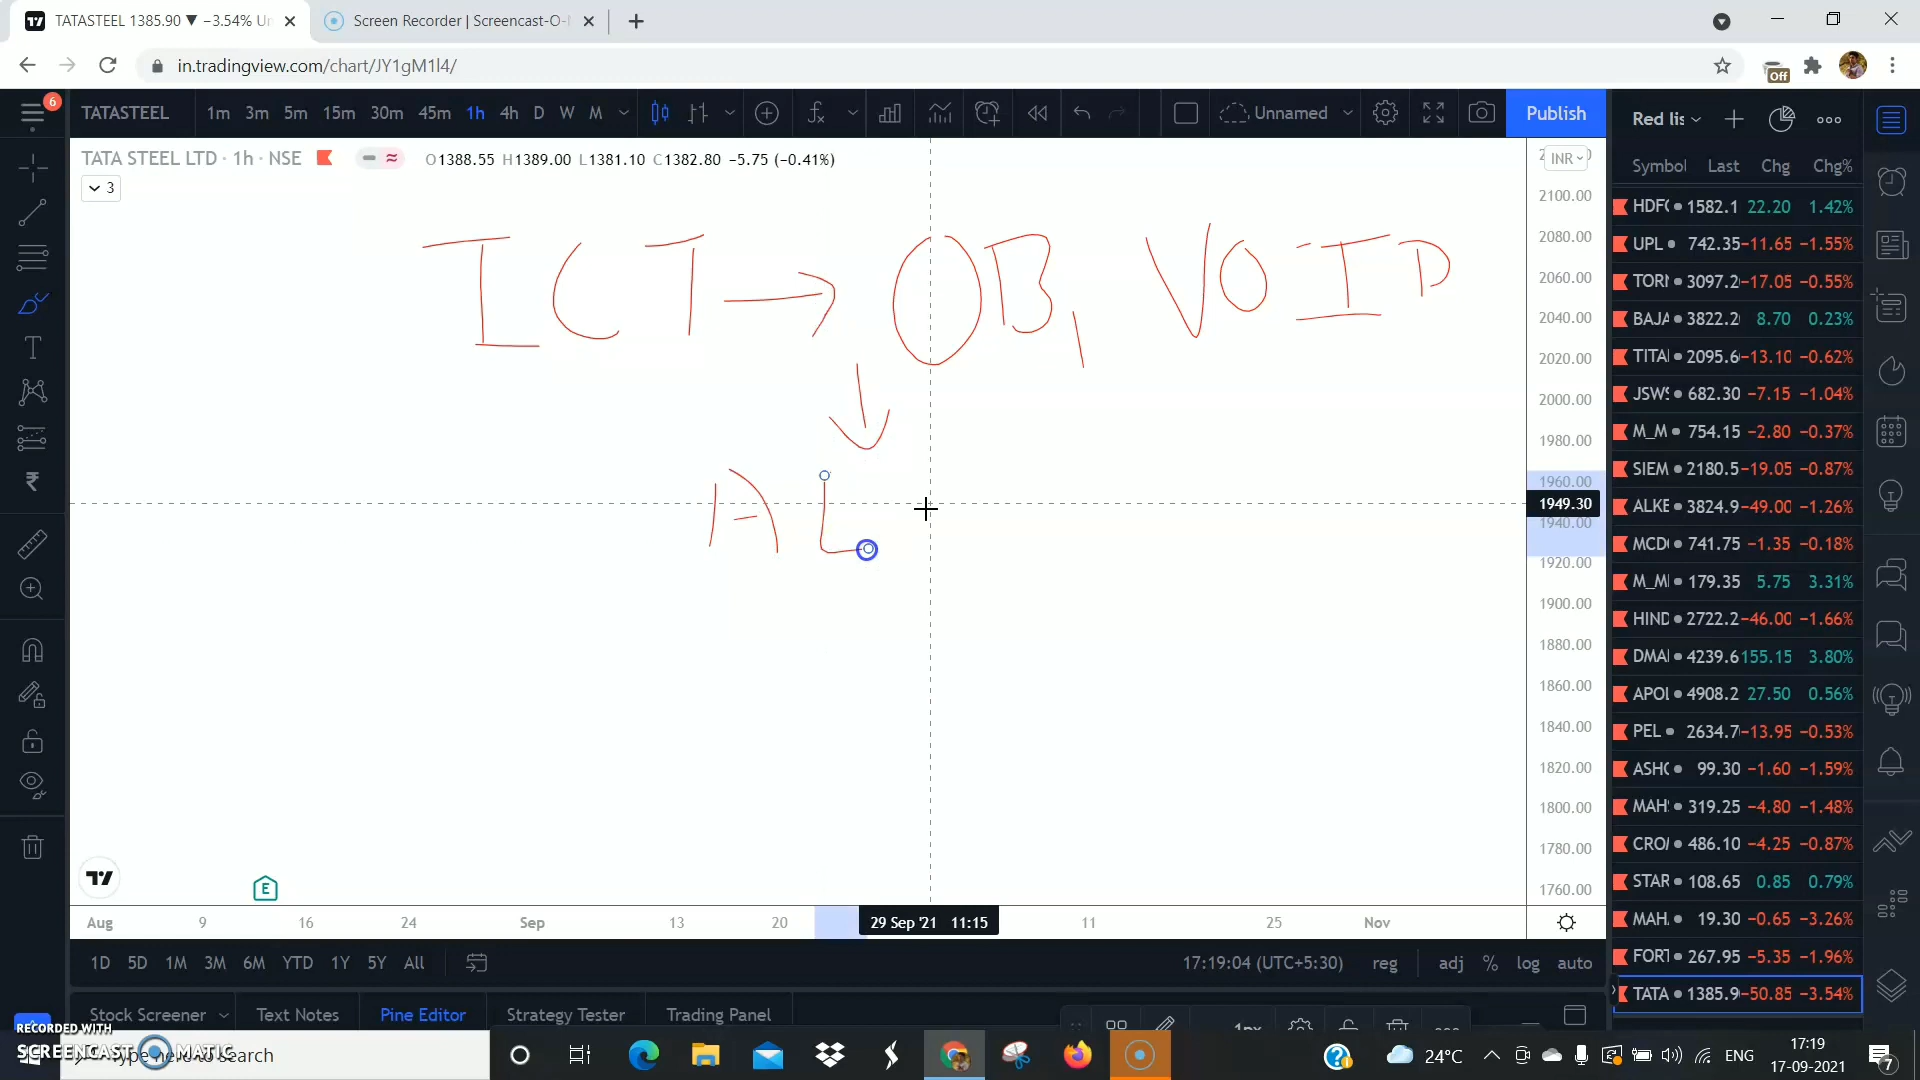 TATASTEEL 1385.90 ▼ −3.54% Un
Screen Recorder | Screencast-O-
in.tradingview.com/chart/JY1gM1l4/
Off
6
TATASTEEL 1m 3m 5m 15m 30m 45m 1h 4h D W M
Unnamed
Publish
Red lis
TATA STEEL LTD · 1h · NSE
O1388.55 H1389.00 L1381.10 C1382.80 −5.75 (−0.41%)
INR
3
Symbol Last Chg Chg%
ICT → OB, VOID
AL
2100.00
2080.00
2060.00
2040.00
2020.00
2000.00
1980.00
1960.00
1949.30
1940.00
1920.00
1900.00
1880.00
1860.00
1840.00
1820.00
1800.00
1780.00
1760.00
HDF 1582.1 22.20 1.42%
UPL 742.35 −11.65 −1.55%
TOR 3097.2 −17.05 −0.55%
BAJA 3822.2 8.70 0.23%
TITA 2095.6 −13.10 −0.62%
JSWS 682.30 −7.15 −1.04%
M_M 754.15 −2.80 −0.37%
SIEM 2180.5 −19.05 −0.87%
ALKE 3824.9 −49.00 −1.26%
MCD 741.75 −1.35 −0.18%
M_M 179.35 5.75 3.31%
HIND 2722.2 −46.00 −1.66%
DMA 4239.6 155.15 3.80%
APO 4908.2 27.50 0.56%
PEL 2634.7 −13.95 −0.53%
ASH 99.30 −1.60 −1.59%
MAH 319.25 −4.80 −1.48%
CRO 486.10 −4.25 −0.87%
STAR 108.65 0.85 0.79%
MAH 19.30 −0.65 −3.26%
FORT 267.95 −5.35 −1.96%
TATA 1385.9 −50.85 −3.54%
E
Aug 9 16 24 Sep 13 20 29 Sep '21 11:15 11 25 Nov
1D 5D 1M 3M 6M YTD 1Y 5Y All
17:19:04 (UTC+5:30) reg adj % log auto
Stock Screener Text Notes Pine Editor Strategy Tester Trading Panel
1px
RECORDED WITH
SCREENCAST MATIC
Type here to search
24°C
ENG
17:19
17-09-2021
7